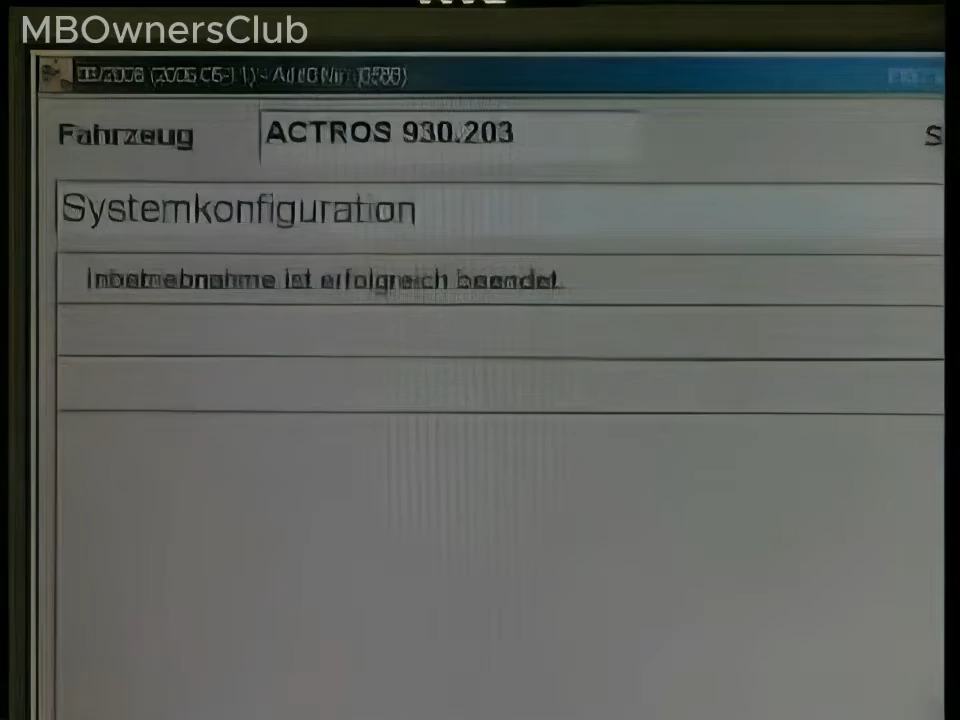 MBOwnersClub
Fahrzeug ACTROS 930.203 S
Systemkonfiguration
Inbetriebnahme ist erfolgreich beendet.